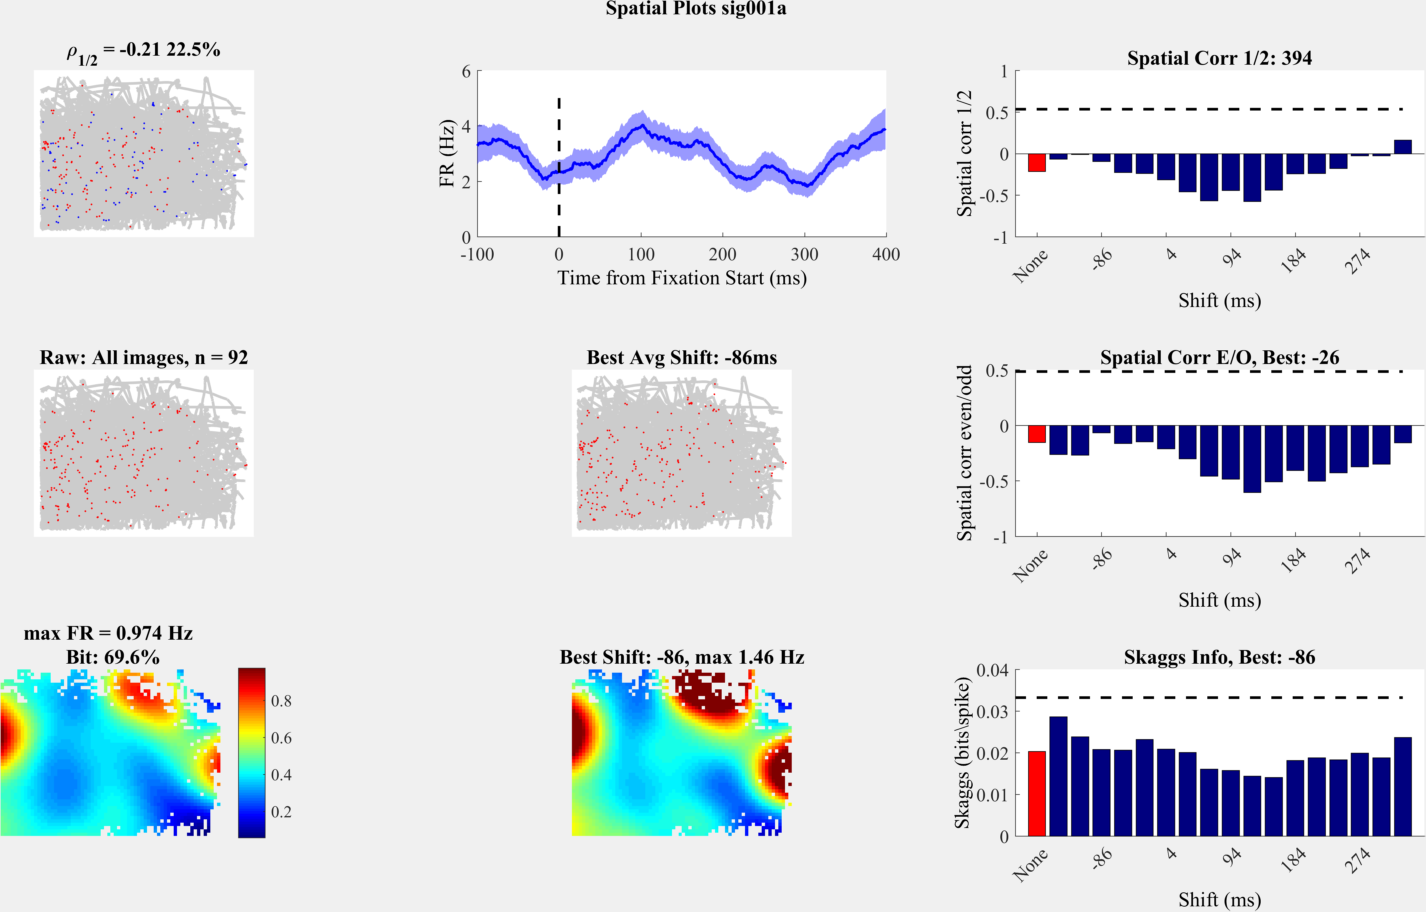 Spatial Plots sig001a
ρ1/2 = -0.21 22.5%
6
4
2
0
FR (Hz)
-100
0
100
200
300
400
Time from Fixation Start (ms)
Spatial Corr 1/2: 394
1
0.5
0
-0.5
-1
Spatial corr 1/2
None
-86
4
94
184
274
Shift (ms)
Raw: All images, n = 92
Best Avg Shift: -86ms
Spatial Corr E/O, Best: -26
0.5
0
-0.5
-1
Spatial corr even/odd
None
-86
4
94
184
274
Shift (ms)
max FR = 0.974 Hz
Bit: 69.6%
0.8
0.6
0.4
0.2
Best Shift: -86, max 1.46 Hz
Skaggs Info, Best: -86
0.04
0.03
0.02
0.01
0
Skaggs (bits\spike)
None
-86
4
94
184
274
Shift (ms)